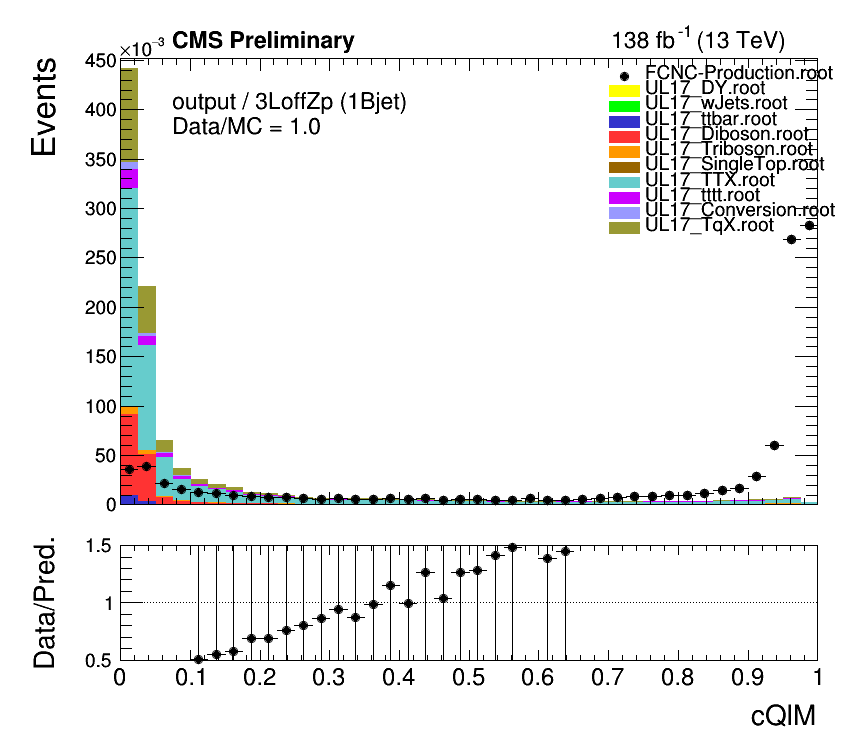 ×10⁻³ CMS Preliminary 138 fb⁻¹ (13 TeV)
Events
450
400
350
300
250
200
150
100
50
0
output / 3LoffZp (1Bjet)
Data/MC = 1.0
FCNC-Production.root
UL17_DY.root
UL17_wJets.root
UL17_ttbar.root
UL17_Diboson.root
UL17_Triboson.root
UL17_SingleTop.root
UL17_TTX.root
UL17_tttt.root
UL17_Conversion.root
UL17_TqX.root
Data/Pred.
1.5
1
0.5
0 0.1 0.2 0.3 0.4 0.5 0.6 0.7 0.8 0.9 1
cQlM